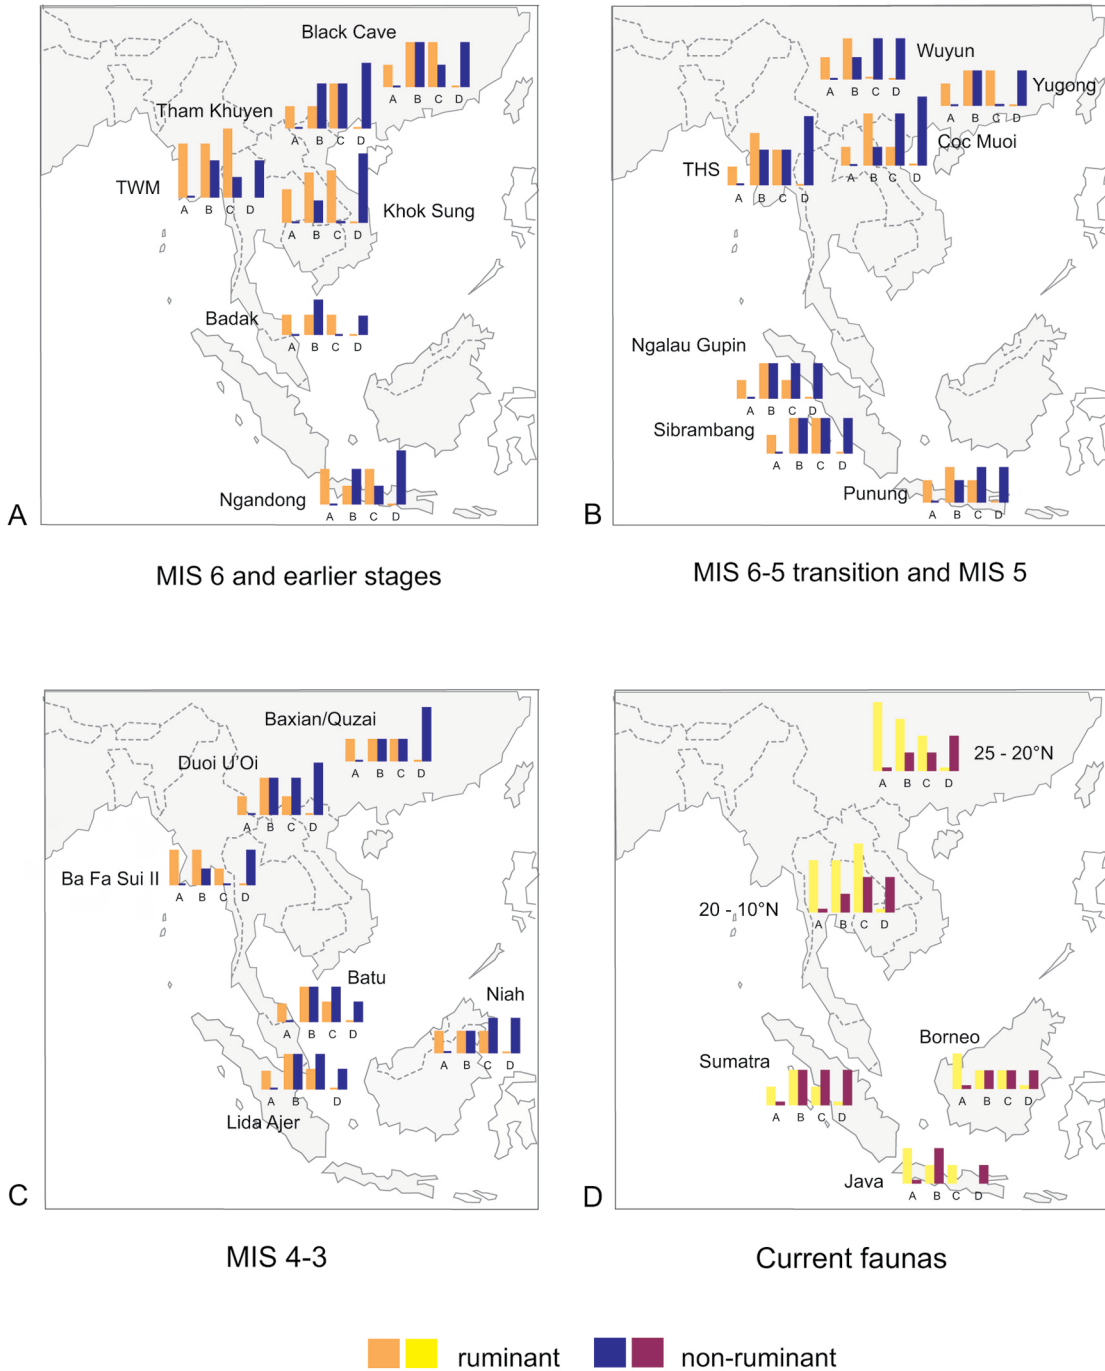 Black Cave
A B C D
Tham Khuyen
A B C D
TWM
A B C D
Khok Sung
A B C D
Badak
A B C D
Ngandong
A B C D
A
MIS 6 and earlier stages
Wuyun
A B C D
Yugong
A B C D
Coc Muoi
A B C D
THS
A B C D
Ngalau Gupin
A B C D
Sibrambang
A B C D
Punung
A B C D
B
MIS 6-5 transition and MIS 5
Baxian/Quzai
A B C D
Duoi U'Oi
A B C D
Ba Fa Sui II
A B C D
Batu
A B C D
Niah
A B C D
Lida Ajer
A B D
C
MIS 4-3
25 - 20°N
A B C D
20 - 10°N
A B C D
Borneo
A B C D
Sumatra
A B C D
Java
A B C D
D
Current faunas
ruminant
non-ruminant